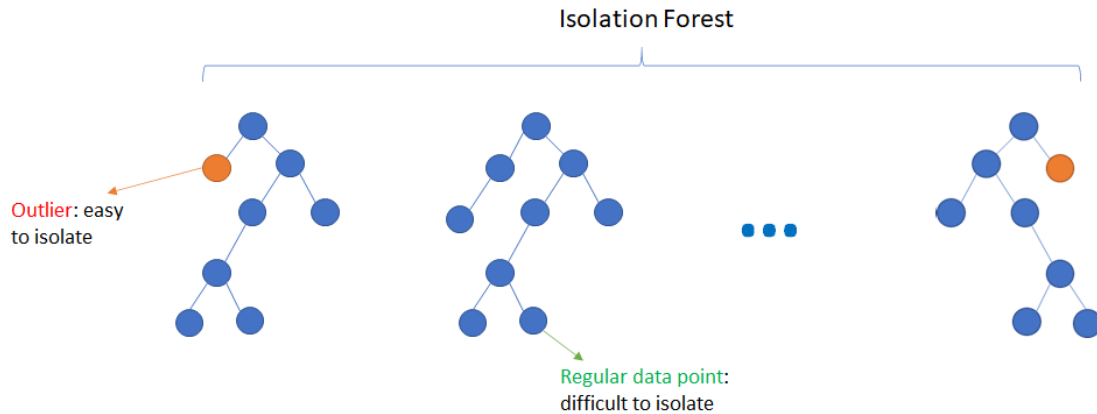 Isolation Forest
Outlier: easy
to isolate
Regular data point:
difficult to isolate